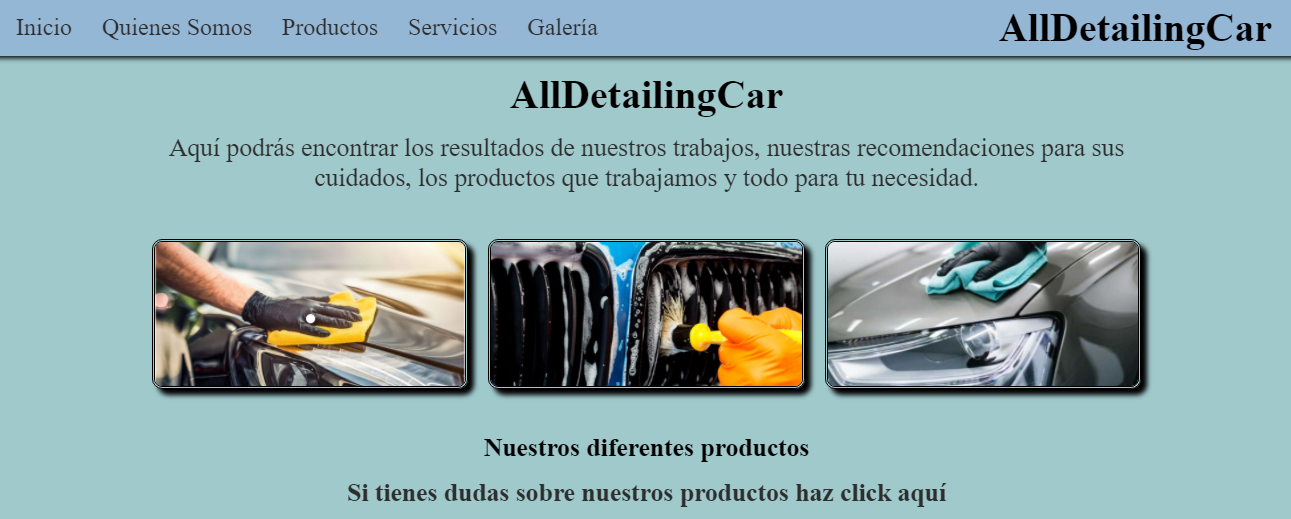 Inicio Quienes Somos Productos Servicios Galería AllDetailingCar
AllDetailingCar
Aquí podrás encontrar los resultados de nuestros trabajos, nuestras recomendaciones para sus
cuidados, los productos que trabajamos y todo para tu necesidad.
Nuestros diferentes productos
Si tienes dudas sobre nuestros productos haz click aquí